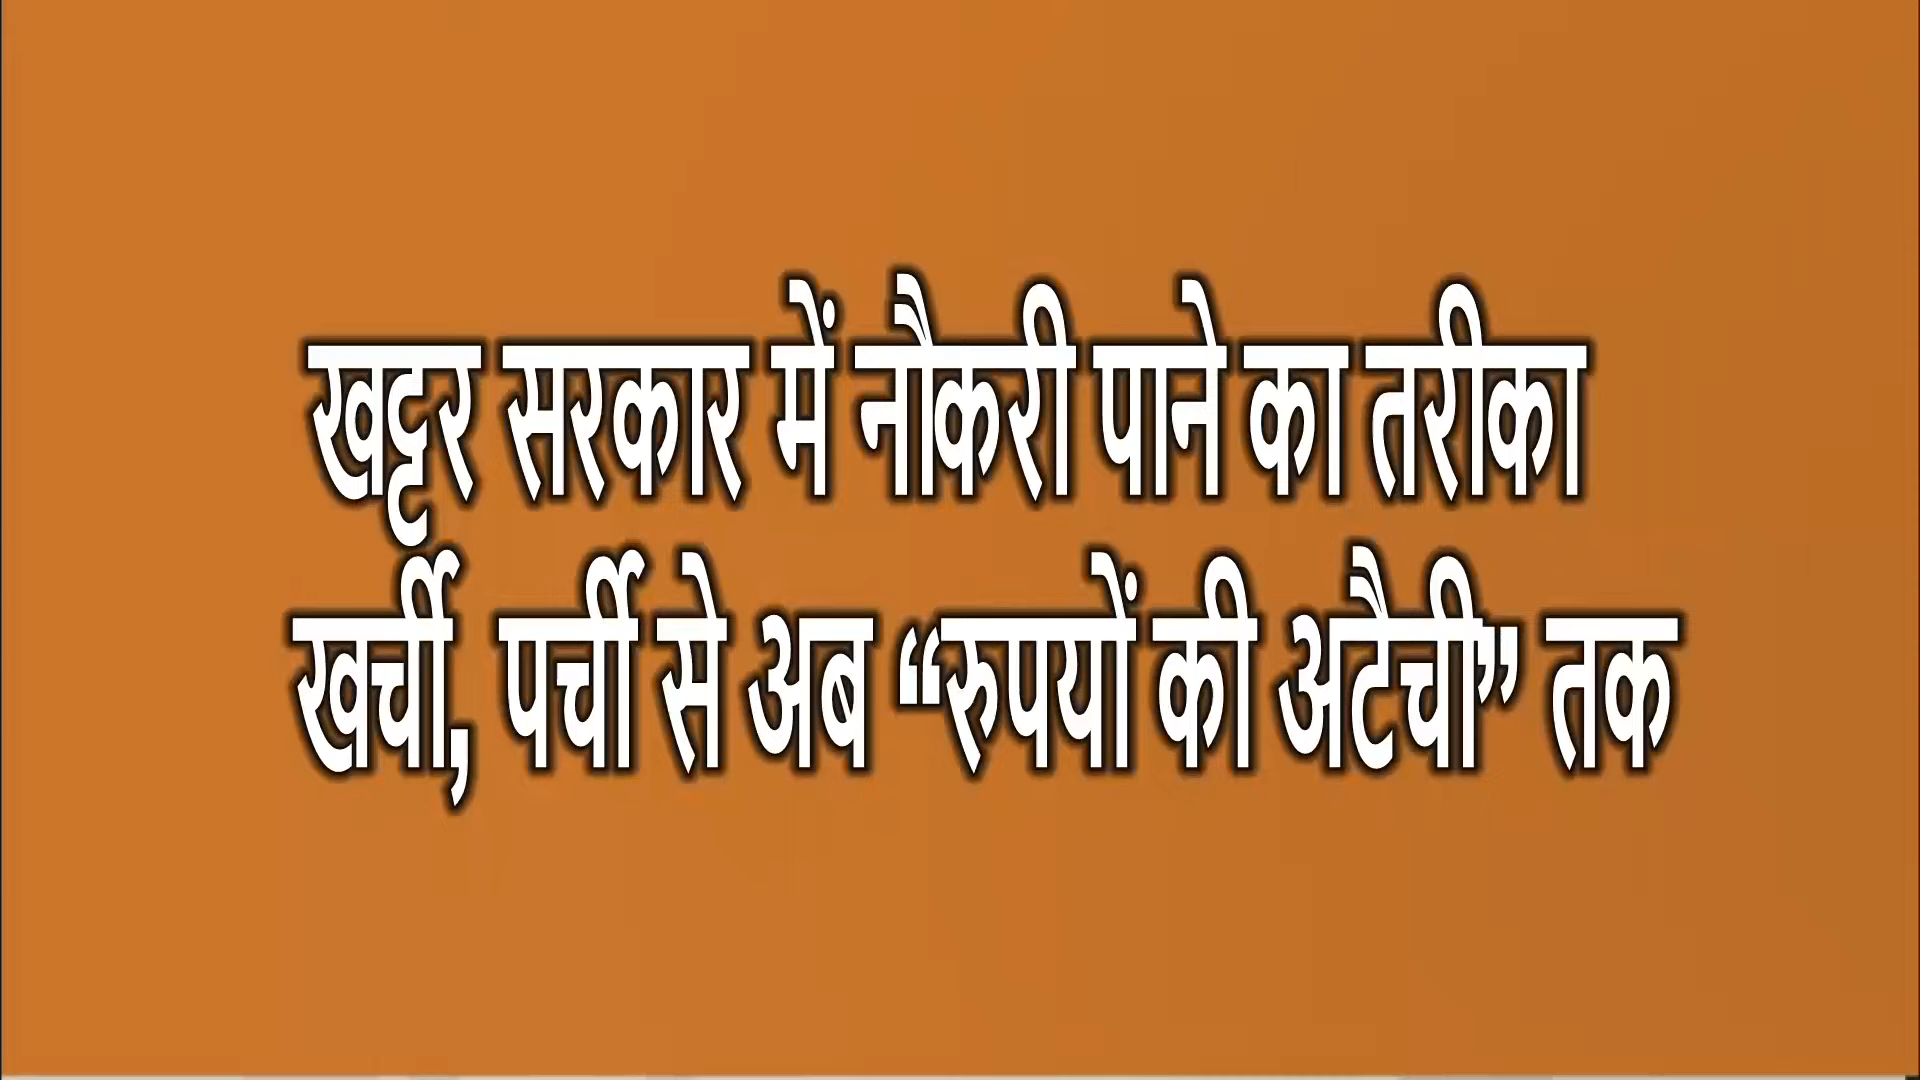 खट्टर सरकार में नौकरी पाने का तरीका
खर्ची, पर्ची से अब “रुपयों की अटैची” तक